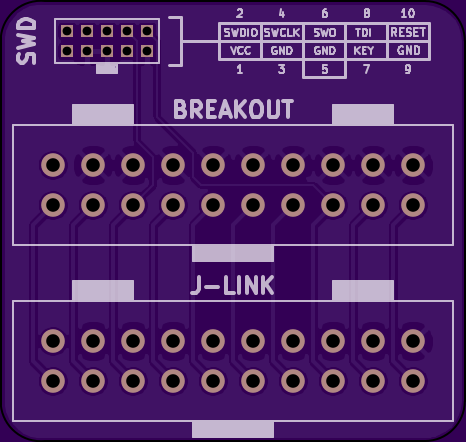 SWD
2 4 6 8 10
SWDIO SWCLK SWO TDI RESET
VCC GND GND KEY GND
1 3 5 7 9
BREAKOUT
J-LINK